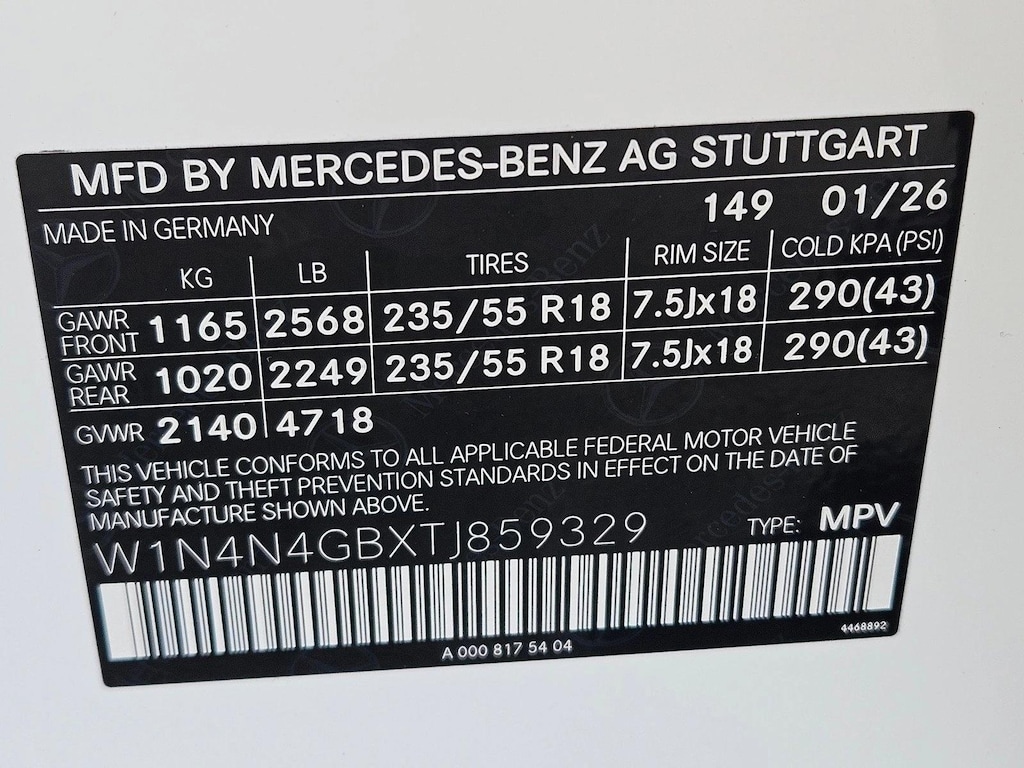 MFD BY MERCEDES-BENZ AG STUTTGART
MADE IN GERMANY 149 01/26
KG LB TIRES RIM SIZE COLD KPA (PSI)
GAWR FRONT 1165 2568 235/55 R18 7.5Jx18 290(43)
GAWR REAR 1020 2249 235/55 R18 7.5Jx18 290(43)
GVWR 2140 4718
THIS VEHICLE CONFORMS TO ALL APPLICABLE FEDERAL MOTOR VEHICLE
SAFETY AND THEFT PREVENTION STANDARDS IN EFFECT ON THE DATE OF
MANUFACTURE SHOWN ABOVE.
W1N4N4GBXTJ859329 TYPE: MPV
4468892
A 000 817 54 04